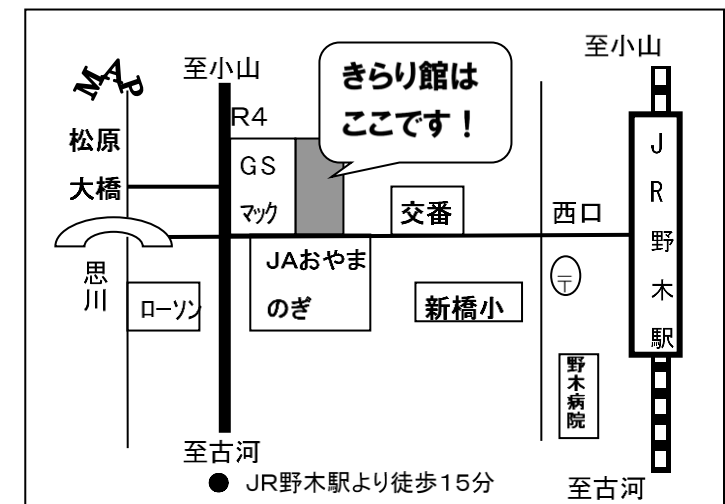 MAP
至小山
至小山
きらり館は
ここです！
R4
松原
大橋
GS
マック
交番
西口
JR野木駅
思川
JAおやま
のぎ
〒
ローソン
新橋小
野木病院
至古河
至古河
● JR野木駅より徒歩15分